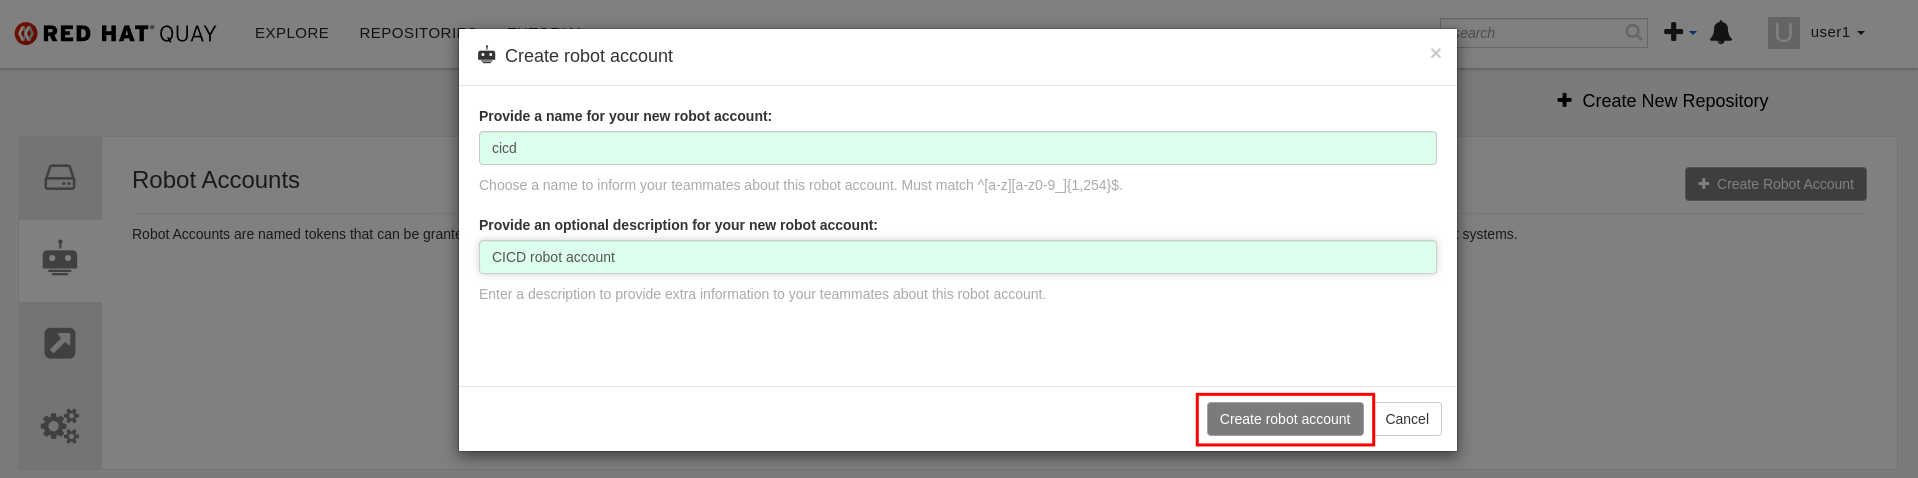 RED HAT® QUAY EXPLORE REPOSITORIES TUTORIAL search U user1
Create robot account ×
Create New Repository
Provide a name for your new robot account:
cicd
Robot Accounts
Choose a name to inform your teammates about this robot account. Must match ^[a-z][a-z0-9_]{1,254}$.
Create Robot Account
Provide an optional description for your new robot account:
Robot Accounts are named tokens that can be grante
t systems.
CICD robot account
Enter a description to provide extra information to your teammates about this robot account.
Create robot account Cancel